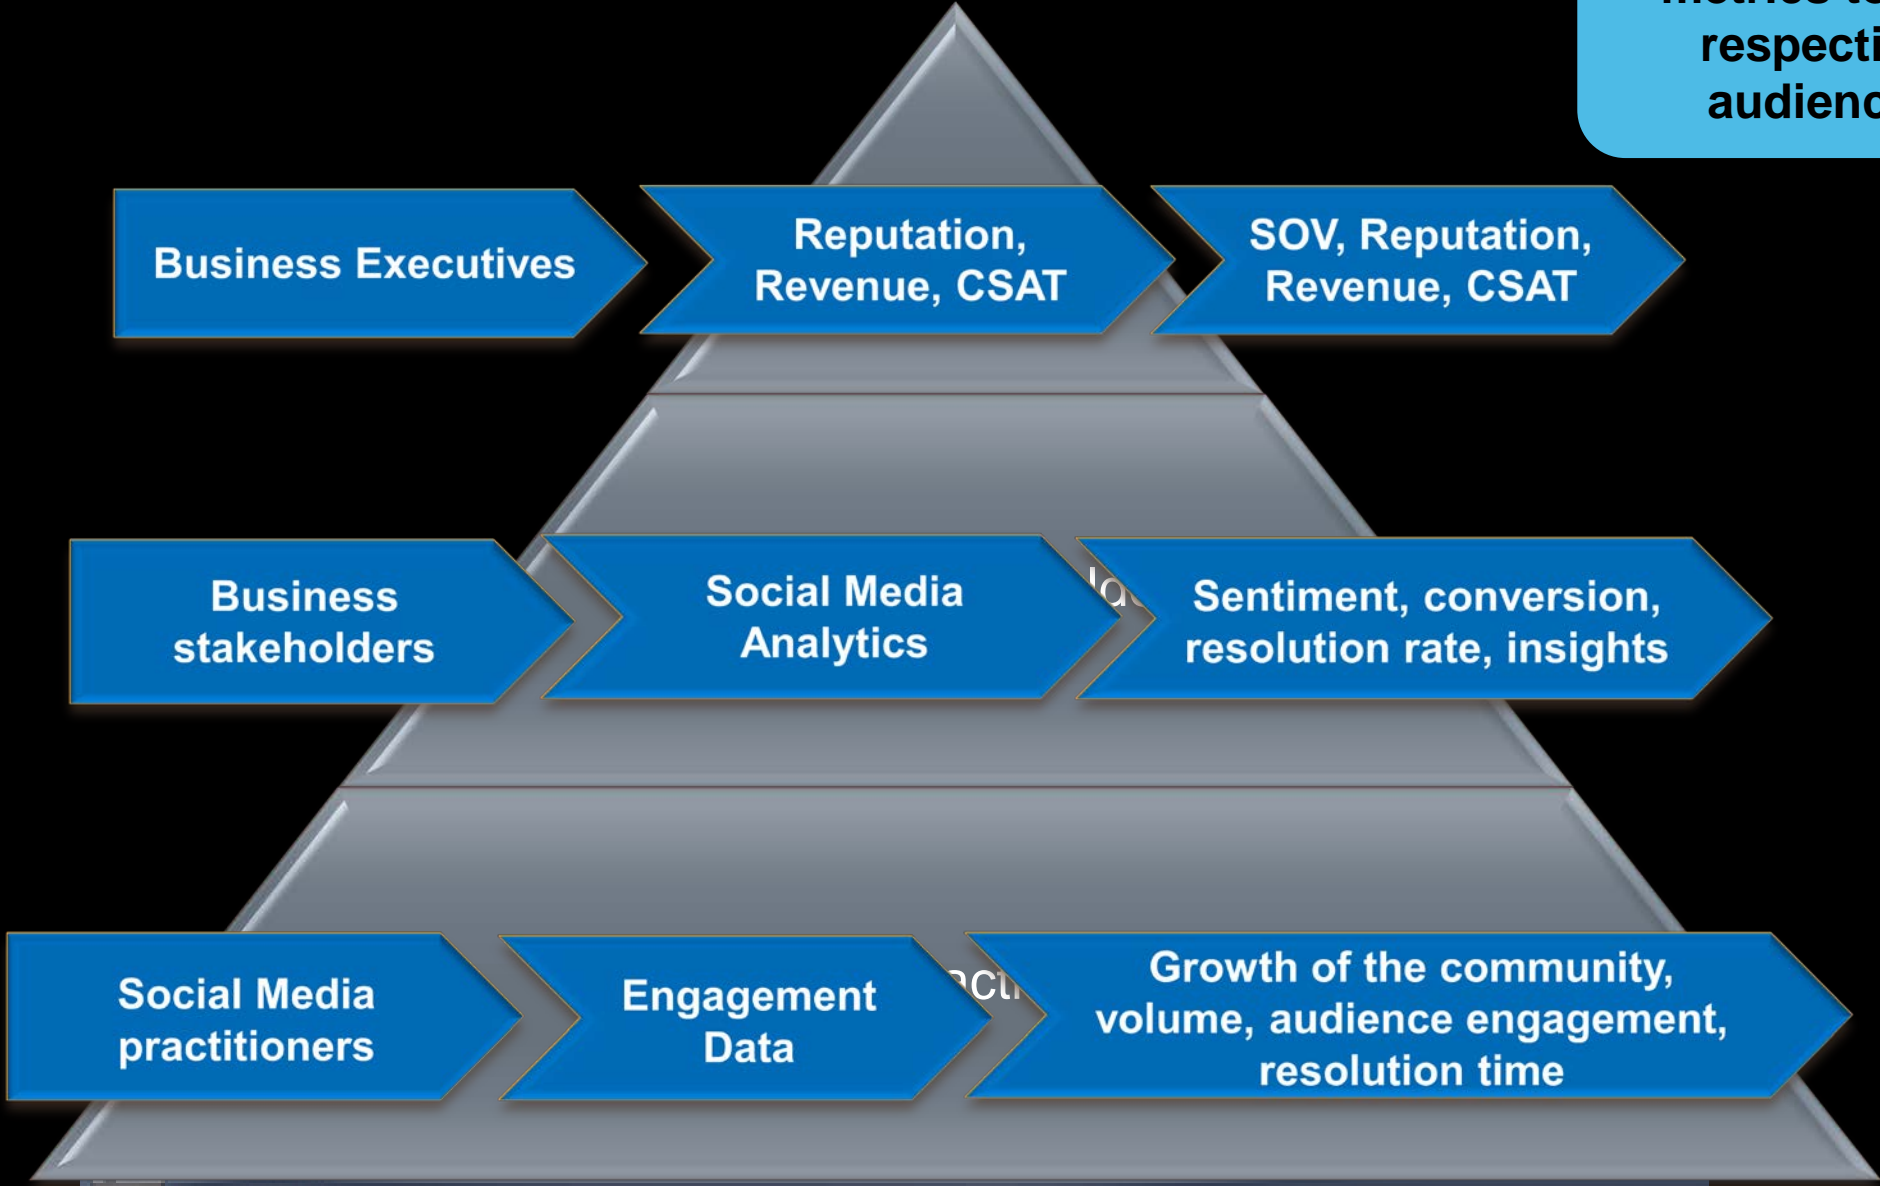 respecti
audienc
Business Executives
Reputation,
Revenue, CSAT
SOV, Reputation,
Revenue, CSAT
Business
stakeholders
Social Media
Analytics
Sentiment, conversion,
resolution rate, insights
Social Media
practitioners
Engagement
Data
Growth of the community,
volume, audience engagement,
resolution time